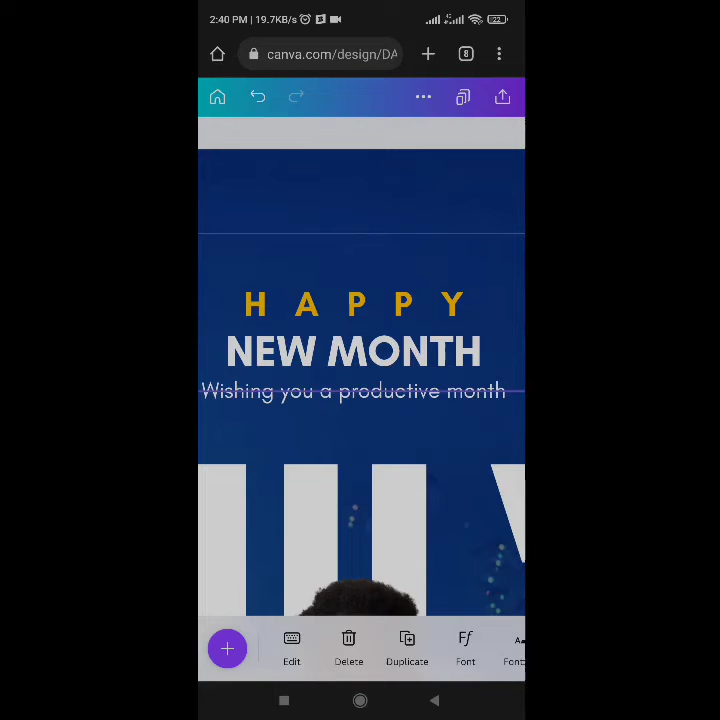 2:40 PM | 19.7KB/s
22
canva.com/design/DA
8
H A P P Y
NEW MONTH
Wishing you a productive month
Edit
Delete
Duplicate
Ff
Font